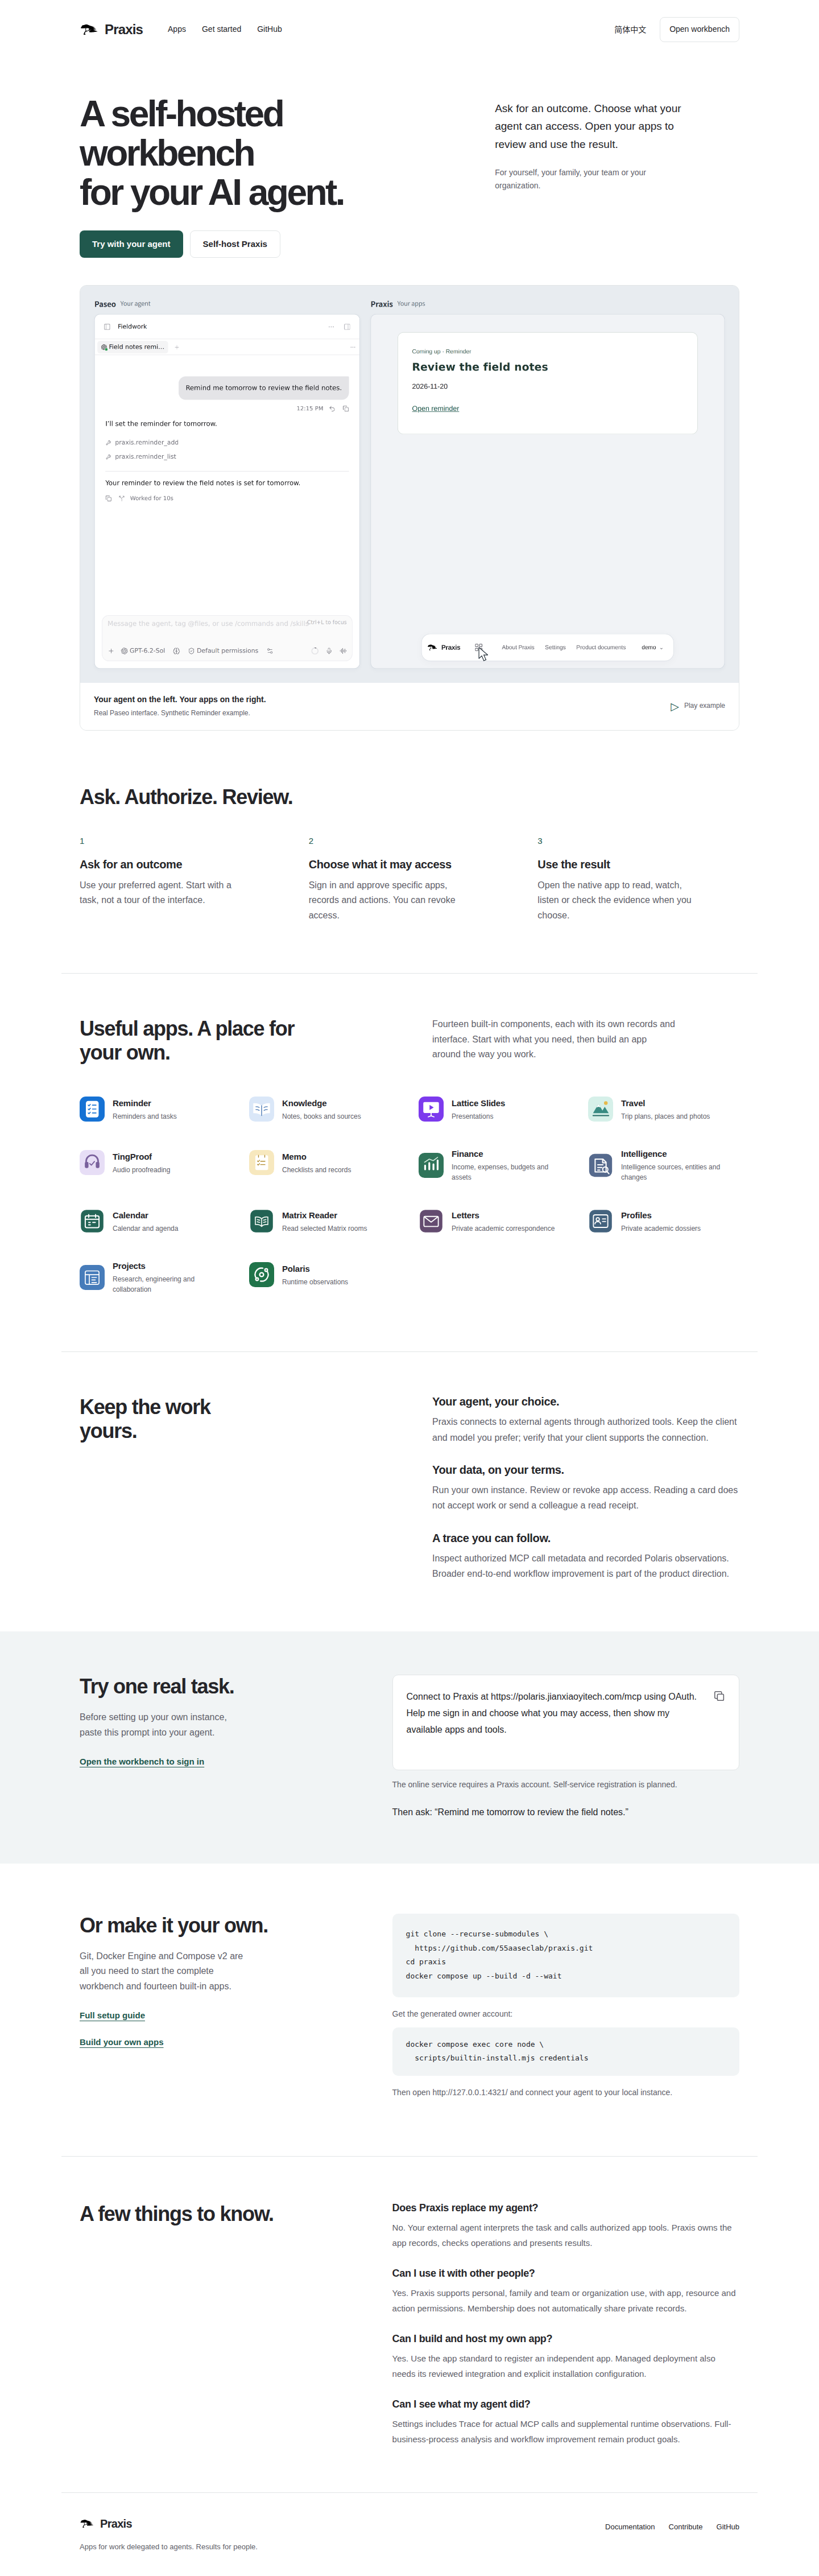 Praxis
Apps
Get started
GitHub
简体中文
Open workbench
A self-hosted
workbench
for your AI agent.
Ask for an outcome. Choose what your
agent can access. Open your apps to
review and use the result.
For yourself, your family, your team or your
organization.
Try with your agent
Self-host Praxis
Paseo Your agent
Praxis Your apps
Fieldwork
Field notes remi...
Remind me tomorrow to review the field notes.
12:15 PM
I'll set the reminder for tomorrow.
praxis.reminder_add
praxis.reminder_list
Your reminder to review the field notes is set for tomorrow.
Worked for 10s
Message the agent, tag @files, or use /commands and /skills
Ctrl+L to focus
GPT-6.2-Sol
Default permissions
Coming up · Reminder
Review the field notes
2026-11-20
Open reminder
Praxis
About Praxis
Settings
Product documents
demo
Your agent on the left. Your apps on the right.
Real Paseo interface. Synthetic Reminder example.
Play example
Ask. Authorize. Review.
1
Ask for an outcome
Use your preferred agent. Start with a
task, not a tour of the interface.
2
Choose what it may access
Sign in and approve specific apps,
records and actions. You can revoke
access.
3
Use the result
Open the native app to read, watch,
listen or check the evidence when you
choose.
Useful apps. A place for
your own.
Fourteen built-in components, each with its own records and
interface. Start with what you need, then build an app
around the way you work.
Reminder
Reminders and tasks
Knowledge
Notes, books and sources
Lattice Slides
Presentations
Travel
Trip plans, places and photos
TingProof
Audio proofreading
Memo
Checklists and records
Finance
Income, expenses, budgets and
assets
Intelligence
Intelligence sources, entities and
changes
Calendar
Calendar and agenda
Matrix Reader
Read selected Matrix rooms
Letters
Private academic correspondence
Profiles
Private academic dossiers
Projects
Research, engineering and
collaboration
Polaris
Runtime observations
Keep the work
yours.
Your agent, your choice.
Praxis connects to external agents through authorized tools. Keep the client
and model you prefer; verify that your client supports the connection.
Your data, on your terms.
Run your own instance. Review or revoke app access. Reading a card does
not accept work or send a colleague a read receipt.
A trace you can follow.
Inspect authorized MCP call metadata and recorded Polaris observations.
Broader end-to-end workflow improvement is part of the product direction.
Try one real task.
Before setting up your own instance,
paste this prompt into your agent.
Open the workbench to sign in
Connect to Praxis at https://polaris.jianxiaoyitech.com/mcp using OAuth.
Help me sign in and choose what you may access, then show my
available apps and tools.
The online service requires a Praxis account. Self-service registration is planned.
Then ask: “Remind me tomorrow to review the field notes.”
Or make it your own.
Git, Docker Engine and Compose v2 are
all you need to start the complete
workbench and fourteen built-in apps.
Full setup guide
Build your own apps
git clone --recurse-submodules \
https://github.com/55aaseclab/praxis.git
cd praxis
docker compose up --build -d --wait
Get the generated owner account:
docker compose exec core node \
scripts/builtin-install.mjs credentials
Then open http://127.0.0.1:4321/ and connect your agent to your local instance.
A few things to know.
Does Praxis replace my agent?
No. Your external agent interprets the task and calls authorized app tools. Praxis owns the
app records, checks operations and presents results.
Can I use it with other people?
Yes. Praxis supports personal, family and team or organization use, with app, resource and
action permissions. Membership does not automatically share private records.
Can I build and host my own app?
Yes. Use the app standard to register an independent app. Managed deployment also
needs its reviewed integration and explicit installation configuration.
Can I see what my agent did?
Settings includes Trace for actual MCP calls and supplemental runtime observations. Full-
business-process analysis and workflow improvement remain product goals.
Praxis
Apps for work delegated to agents. Results for people.
Documentation
Contribute
GitHub